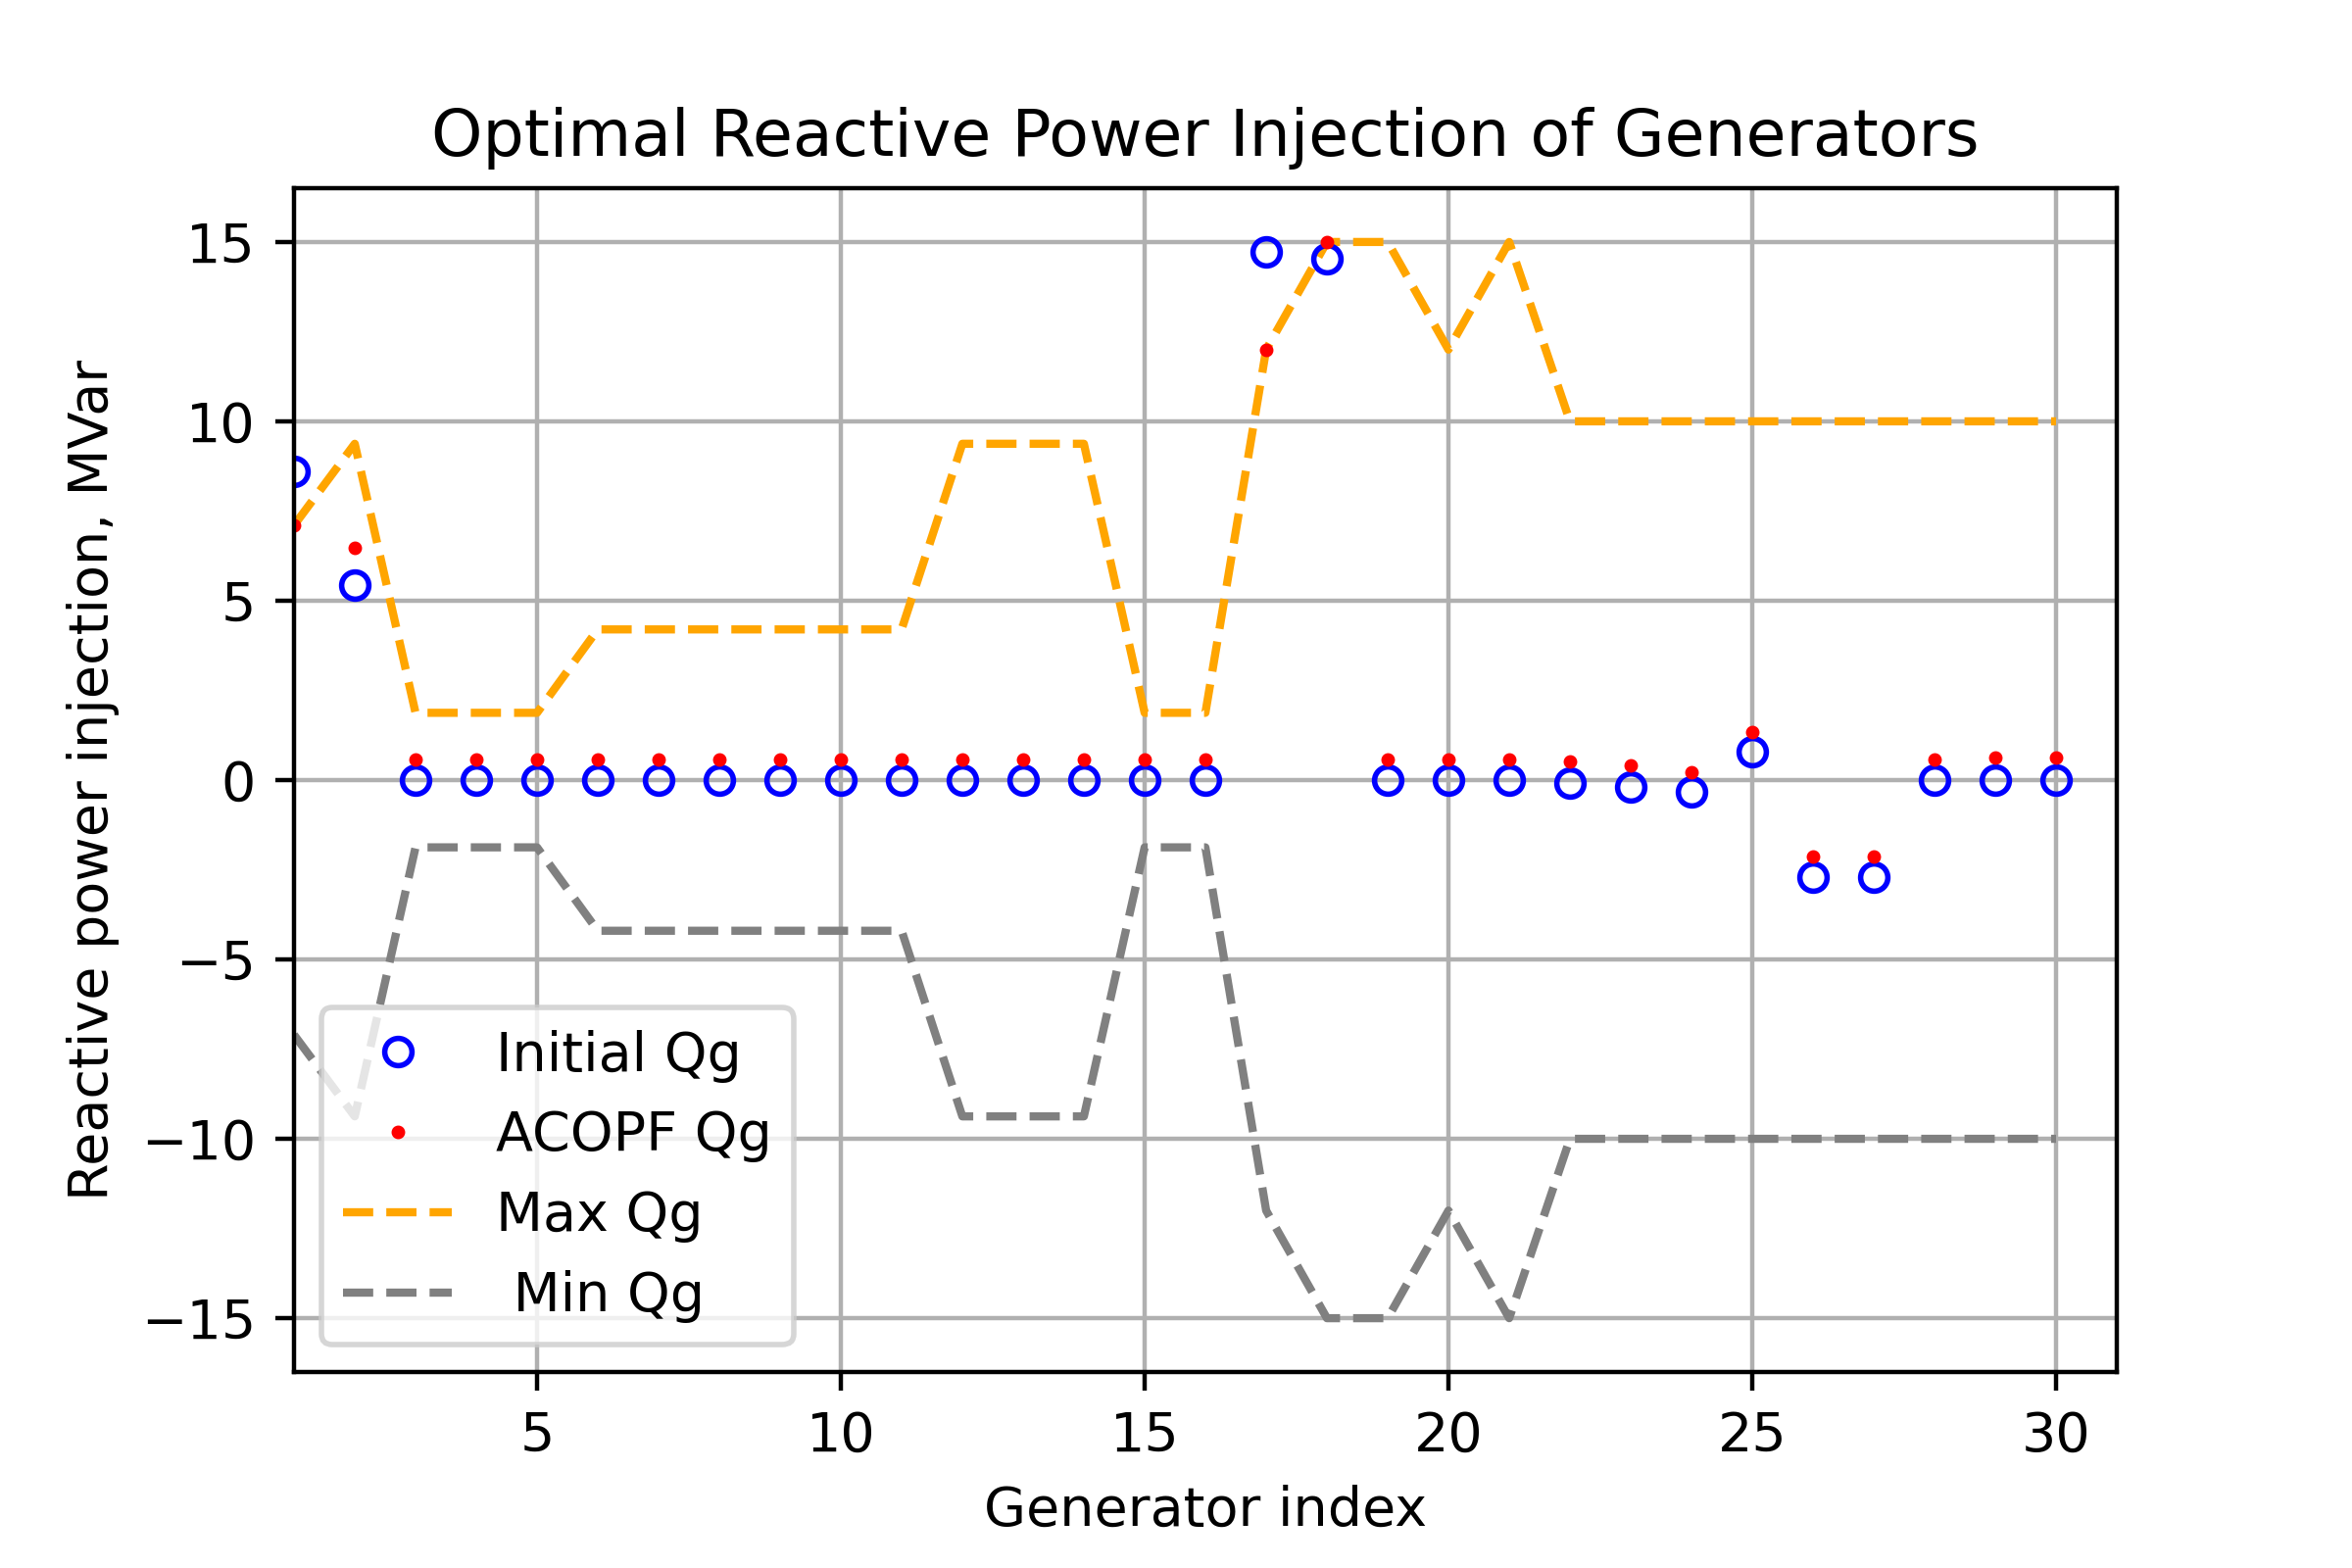 Optimal Reactive Power Injection of Generators
Reactive power injection, MVar
15
10
5
0
−5
−10
−15
Initial Qg
ACOPF Qg
Max Qg
Min Qg
5 10 15 20 25 30
Generator index